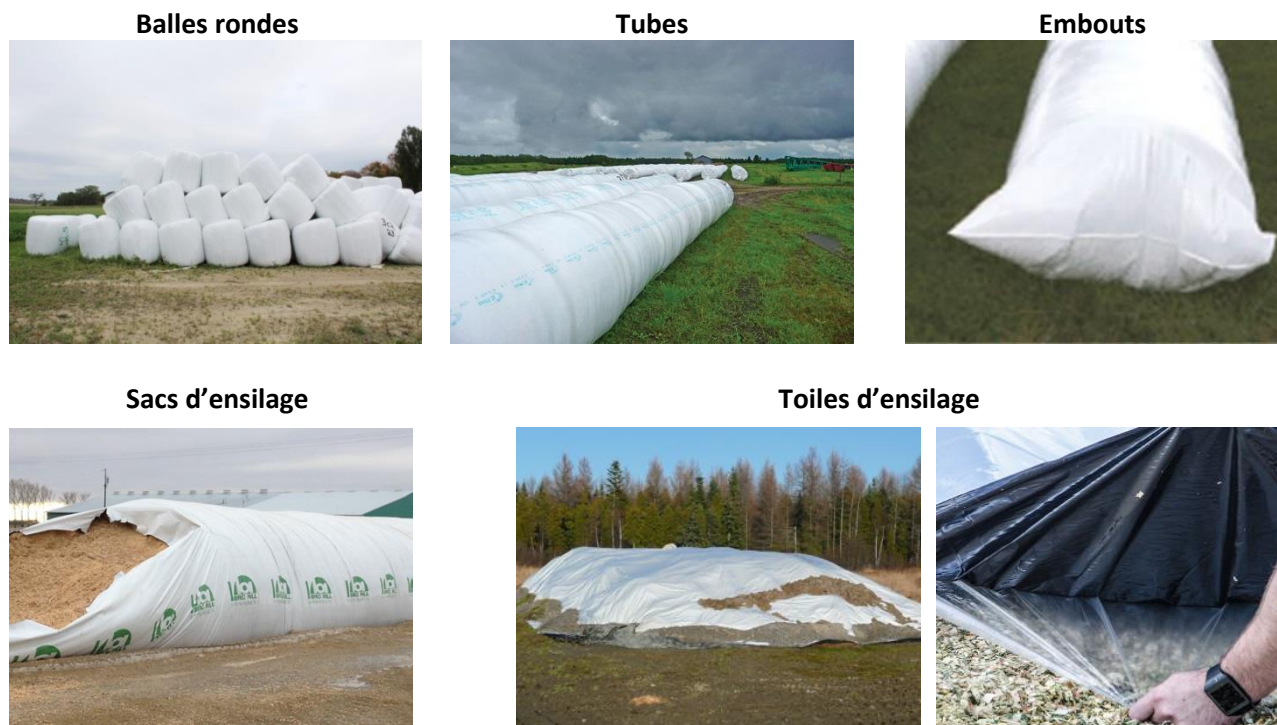 Balles rondes
Tubes
Embouts
Sacs d’ensilage
Toiles d’ensilage